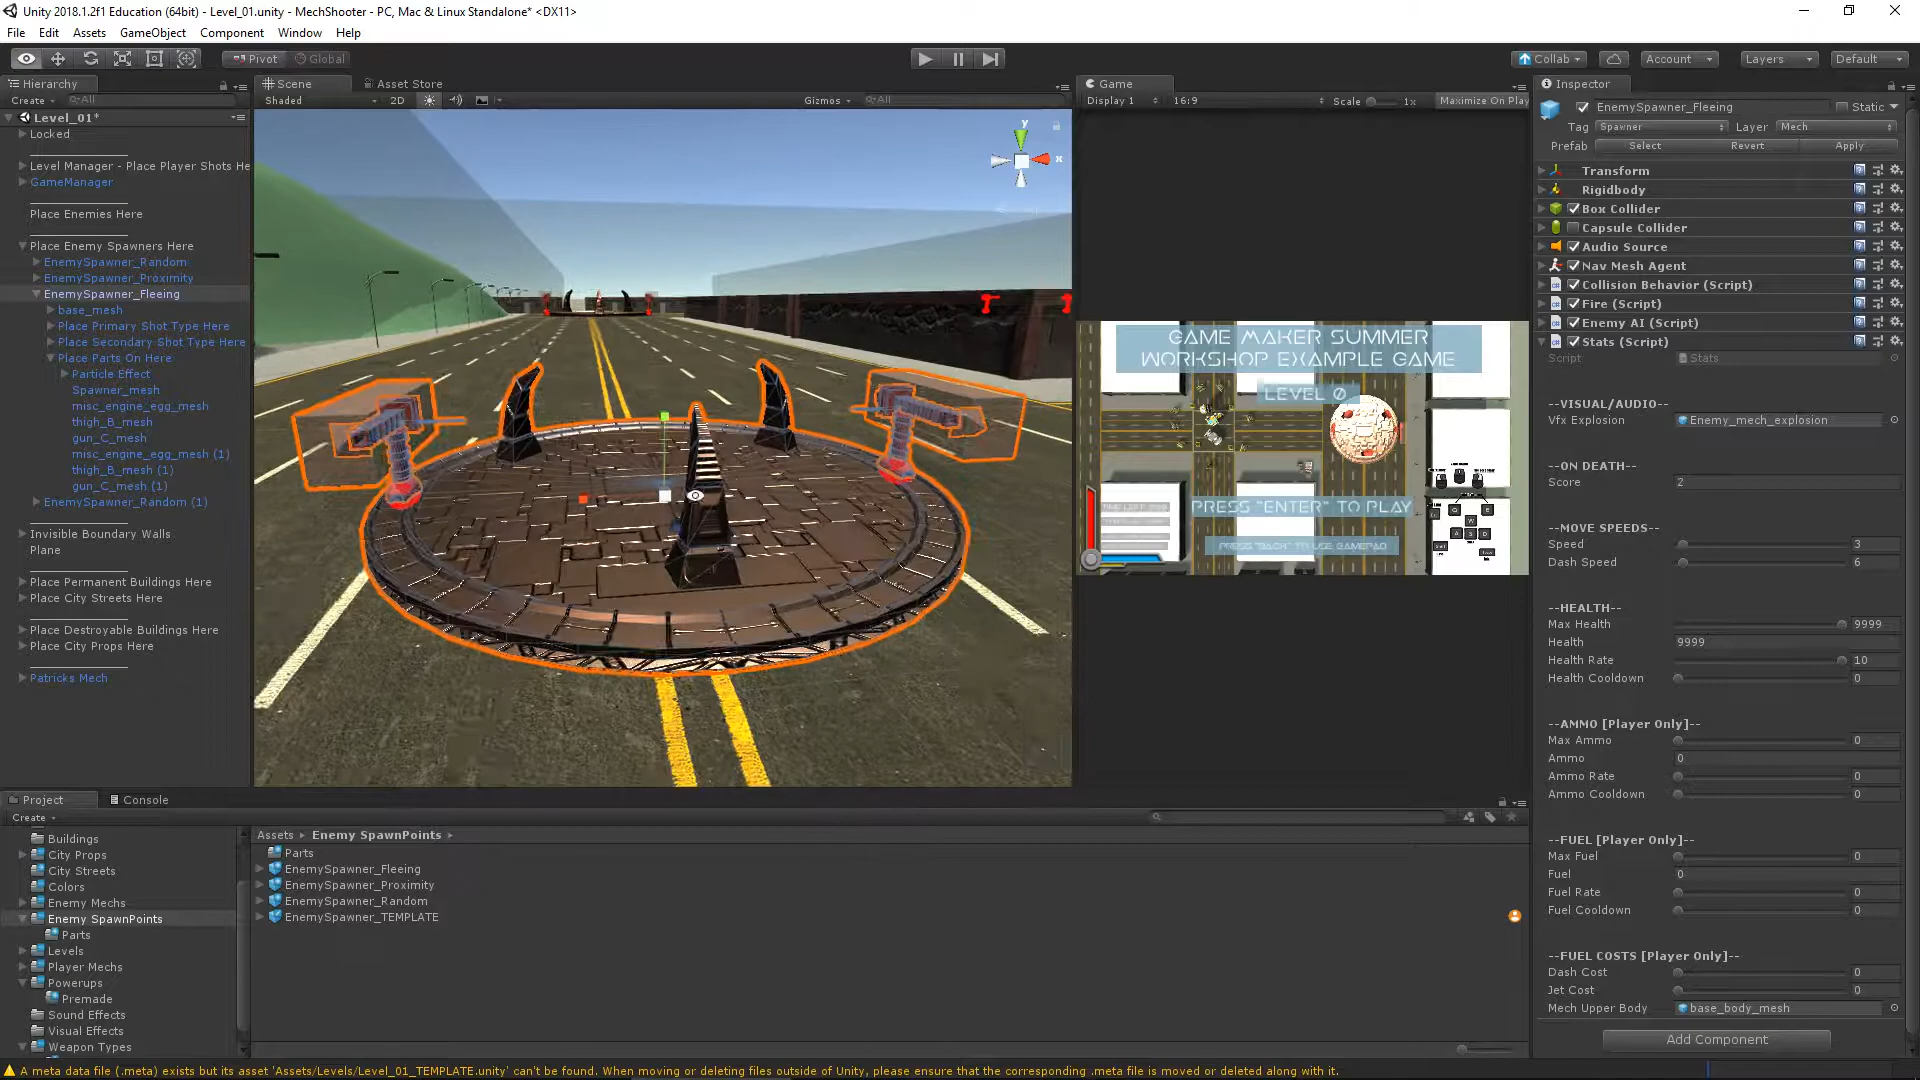 Unity 2018.1.2f1 Education (64bit) - Level_01.unity - MechShooter - PC, Mac & Linux Standalone* <DX11>
File Edit Assets GameObject Component Window Help
Pivot Global Collab Account Layers Default
Hierarchy
Create All
Level_01*
Locked
Level Manager - Place Player Shots He
GameManager
Place Enemies Here
Place Enemy Spawners Here
EnemySpawner_Random
EnemySpawner_Proximity
EnemySpawner_Fleeing
base_mesh
Place Primary Shot Type Here
Place Secondary Shot Type Here
Place Parts On Here
Particle Effect
Spawner_mesh
misc_engine_egg_mesh
thigh_B_mesh
gun_C_mesh
misc_engine_egg_mesh (1)
thigh_B_mesh (1)
gun_C_mesh (1)
EnemySpawner_Random (1)
Invisible Boundary Walls
Plane
Place Permanent Buildings Here
Place City Streets Here
Place Destroyable Buildings Here
Place City Props Here
Patricks Mech
Scene Asset Store
Shaded 2D Gizmos All
y
x
Game
Display 1 16:9 Scale 1x Maximize On Play
GAME MAKER SUMMER
WORKSHOP EXAMPLE GAME
LEVEL 0
PRESS "ENTER" TO PLAY
PRESS "BACK" TO USE GAMEPAD
Inspector
EnemySpawner_Fleeing Static
Tag Spawner Layer Mech
Prefab Select Revert Apply
Transform
Rigidbody
Box Collider
Capsule Collider
Audio Source
Nav Mesh Agent
Collision Behavior (Script)
Fire (Script)
Enemy AI (Script)
Stats (Script)
Script Stats
--VISUAL/AUDIO--
Vfx Explosion Enemy_mech_explosion
--ON DEATH--
Score 2
--MOVE SPEEDS--
Speed 3
Dash Speed 6
--HEALTH--
Max Health 9999
Health 9999
Health Rate 10
Health Cooldown 0
--AMMO [Player Only]--
Max Ammo 0
Ammo 0
Ammo Rate 0
Ammo Cooldown 0
--FUEL [Player Only]--
Max Fuel 0
Fuel 0
Fuel Rate 0
Fuel Cooldown 0
--FUEL COSTS [Player Only]--
Dash Cost 0
Jet Cost 0
Mech Upper Body base_body_mesh
Add Component
Project Console
Create
Buildings
City Props
City Streets
Colors
Enemy Mechs
Enemy SpawnPoints
Parts
Levels
Player Mechs
Powerups
Premade
Sound Effects
Visual Effects
Weapon Types
Assets Enemy SpawnPoints
Parts
EnemySpawner_Fleeing
EnemySpawner_Proximity
EnemySpawner_Random
EnemySpawner_TEMPLATE
A meta data file (.meta) exists but its asset 'Assets/Levels/Level_01_TEMPLATE.unity' can't be found. When moving or deleting files outside of Unity, please ensure that the corresponding .meta file is moved or deleted along with it.